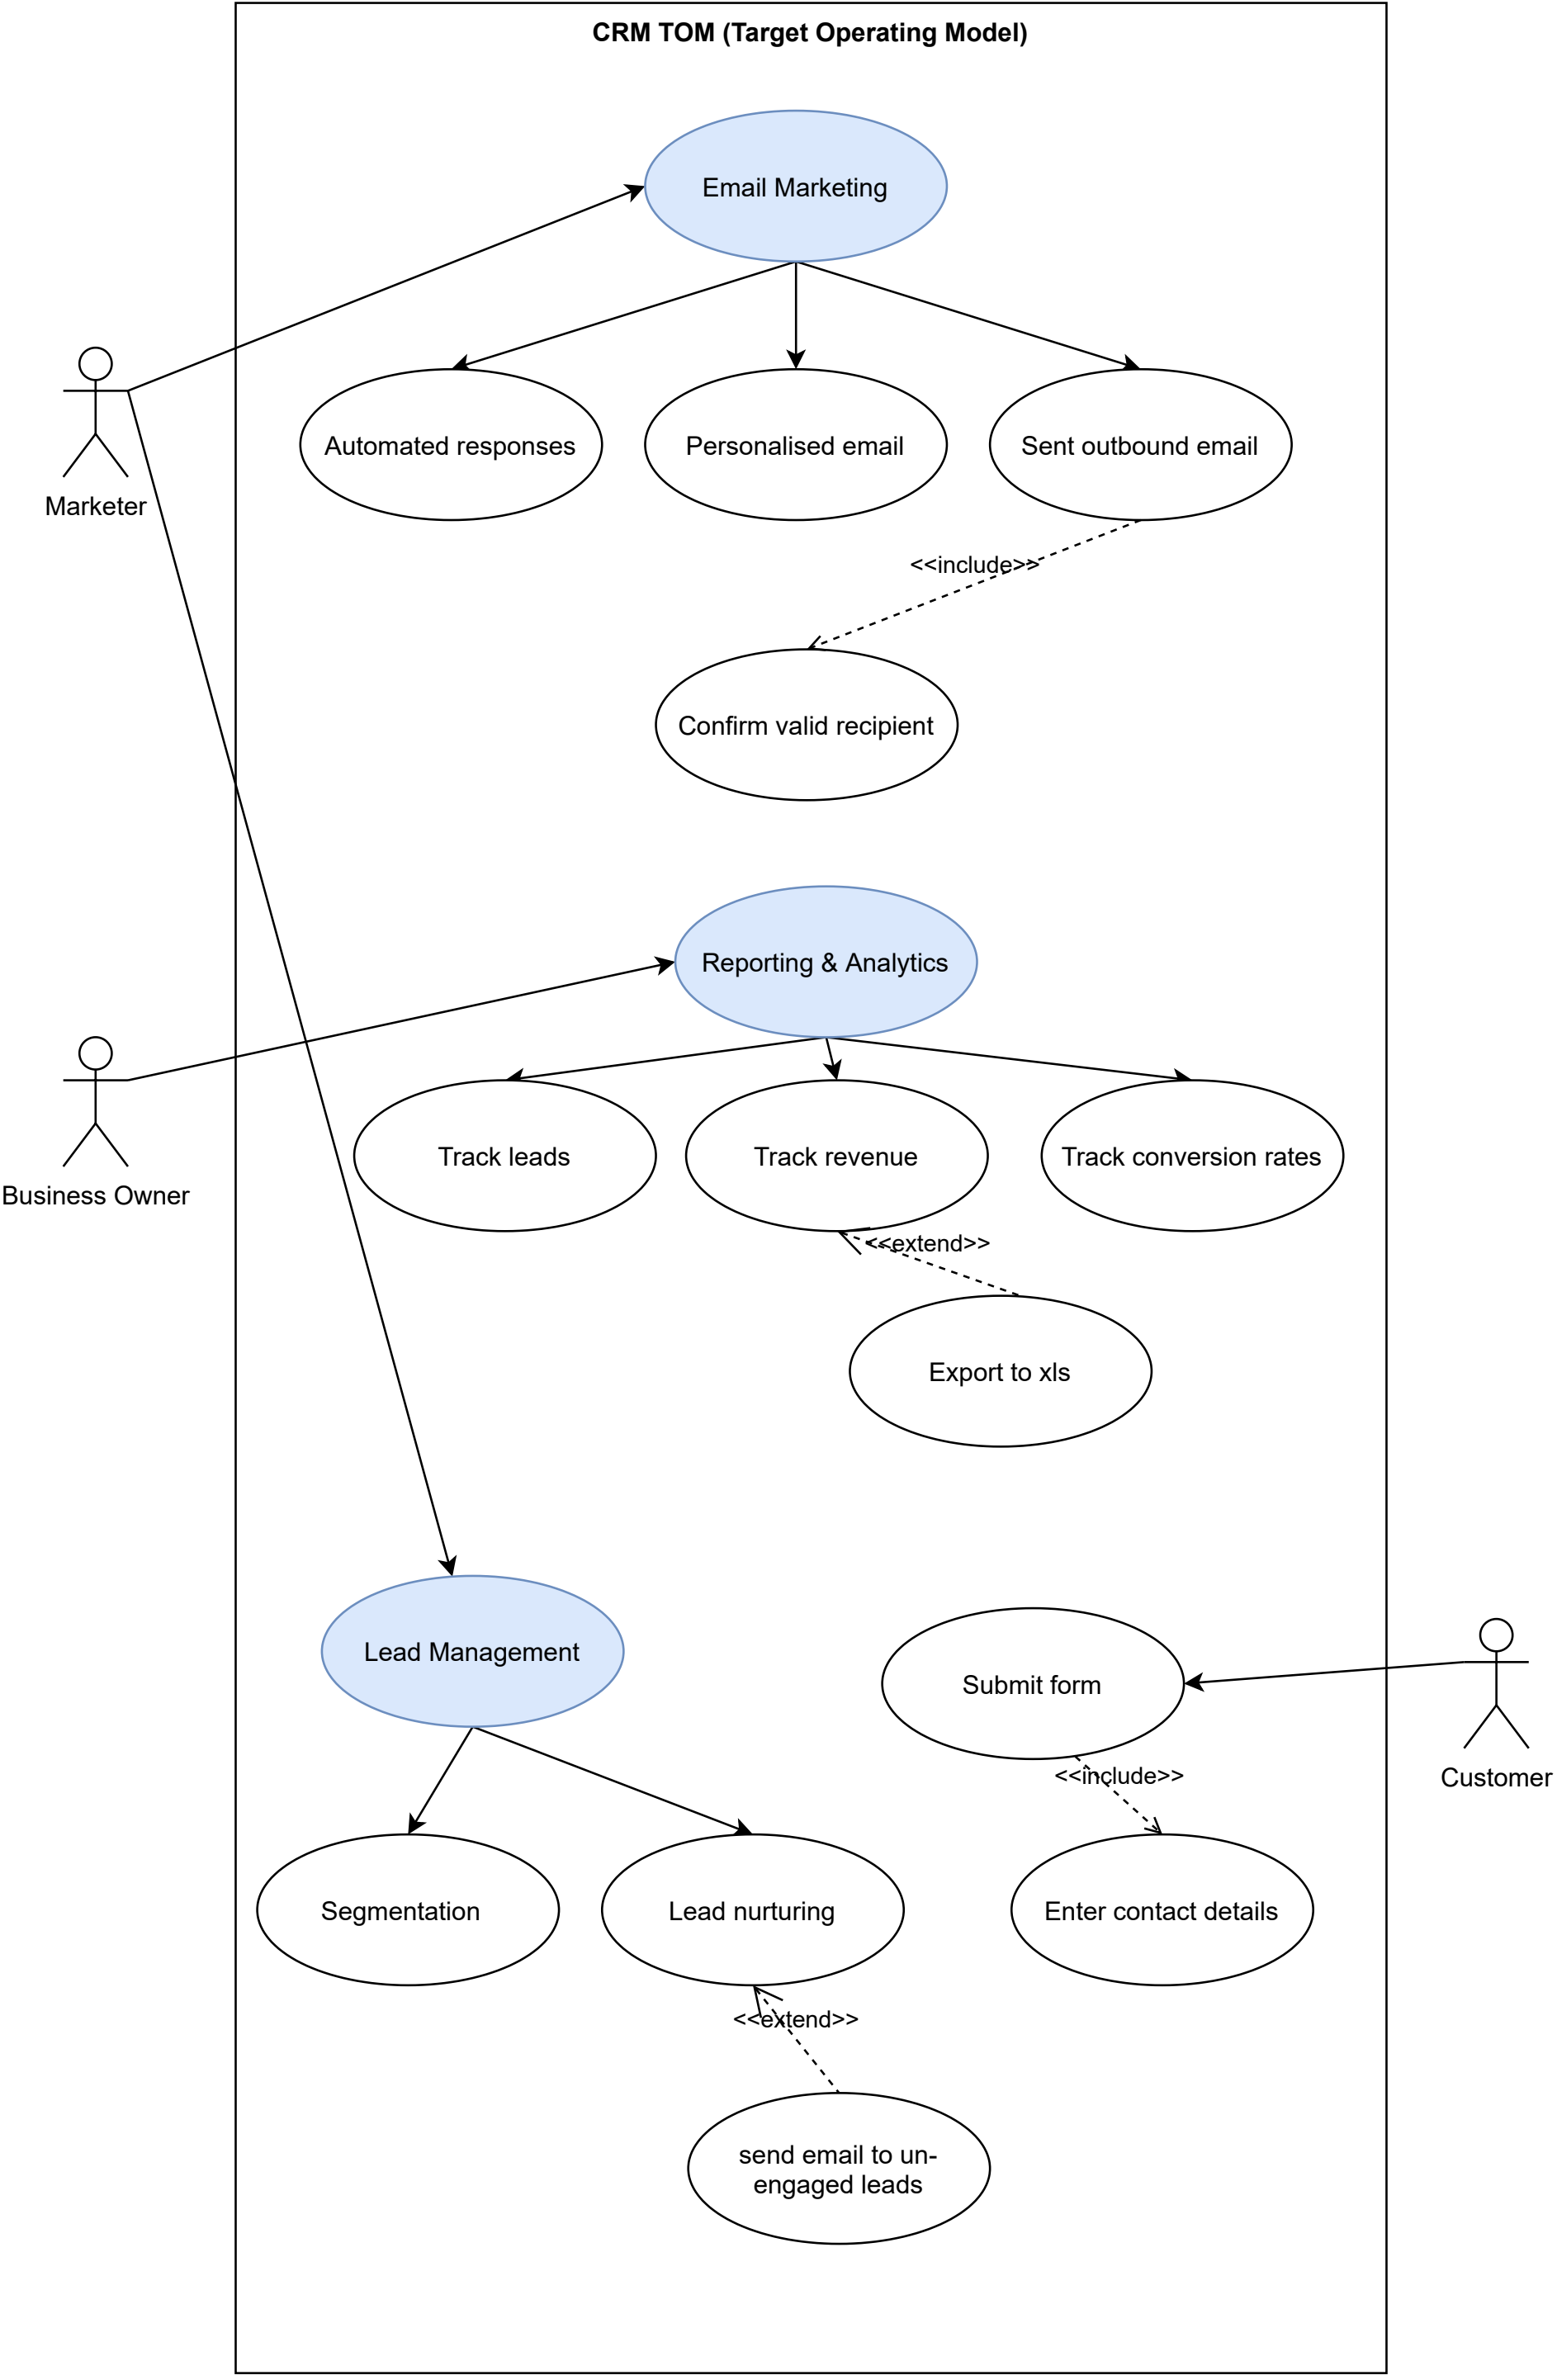 CRM TOM (Target Operating Model)
Email Marketing
Automated responses
Personalised email
Sent outbound email
Marketer
<<include>>
Confirm valid recipient
Reporting & Analytics
Track leads
Track revenue
Track conversion rates
Business Owner
<<extend>>
Export to xls
Lead Management
Submit form
Customer
<<include>>
Segmentation
Lead nurturing
Enter contact details
<<extend>>
send email to un-
engaged leads